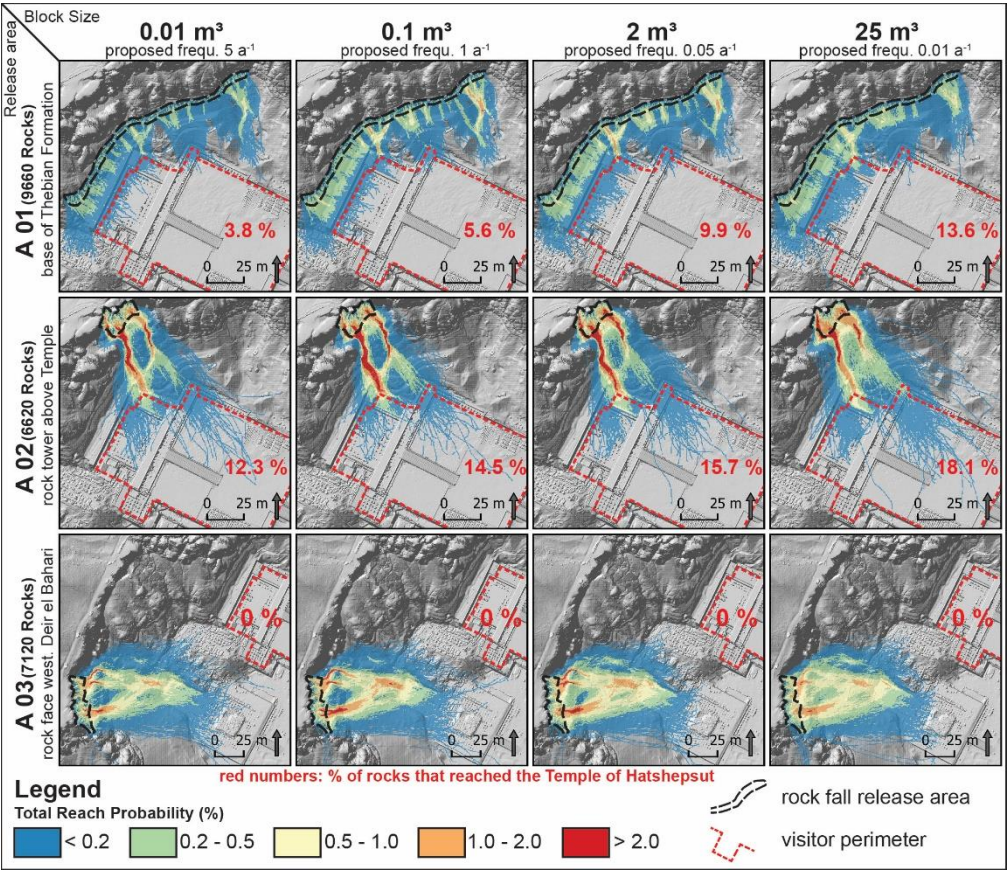 Block Size
Release area
0.01 m³
proposed frequ. 5 a⁻¹
0.1 m³
proposed frequ. 1 a⁻¹
2 m³
proposed frequ. 0.05 a⁻¹
25 m³
proposed frequ. 0.01 a⁻¹
A 01 (9660 Rocks)
base of Thebian Formation
3.8 %
0 25 m
5.6 %
0 25 m
9.9 %
0 25 m
13.6 %
0 25 m
A 02 (6620 Rocks)
rock tower above Temple
12.3 %
0 25 m
14.5 %
0 25 m
15.7 %
0 25 m
18.1 %
0 25 m
A 03 (7120 Rocks)
rock face west. Deir el Bahari
0 %
0 25 m
0 %
0 25 m
0 %
0 25 m
0 %
0 25 m
red numbers: % of rocks that reached the Temple of Hatshepsut
Legend
Total Reach Probability (%)
< 0.2
0.2 - 0.5
0.5 - 1.0
1.0 - 2.0
> 2.0
rock fall release area
visitor perimeter